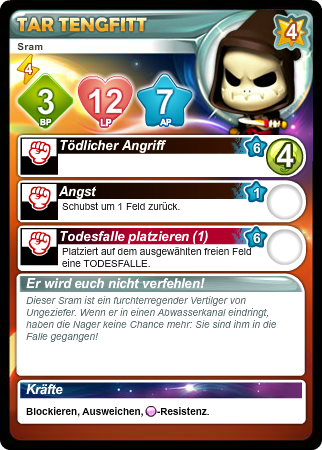 TAR TENGFITT
4
Sram
4
3
BP
12
LP
7
AP
Tödlicher Angriff
6
4
Angst
1
Schubst um 1 Feld zurück.
Todesfalle platzieren (1)
6
Platziert auf dem ausgewählten freien Feld
eine TODESFALLE.
Er wird euch nicht verfehlen!
Dieser Sram ist ein furchterregender Vertilger von
Ungeziefer. Wenn er in einen Abwasserkanal eindringt,
haben die Nager keine Chance mehr: Sie sind ihm in die
Falle gegangen!
Kräfte
Blockieren, Ausweichen, -Resistenz.